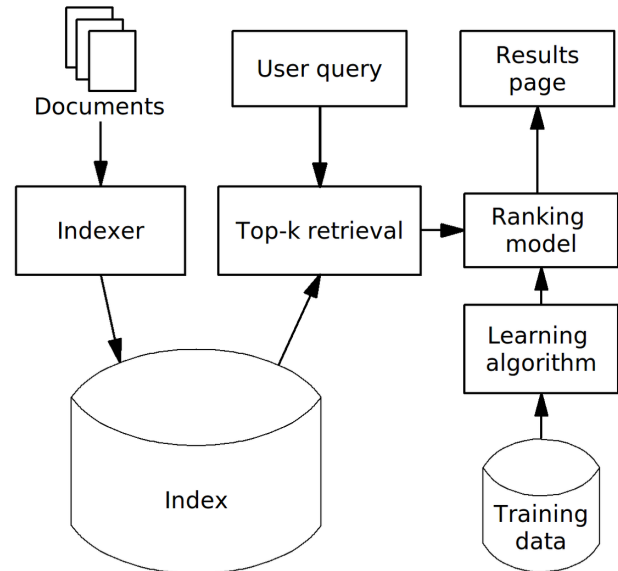 Documents
User query
Results
page
Indexer
Top-k retrieval
Ranking
model
Learning
algorithm
Index
Training
data